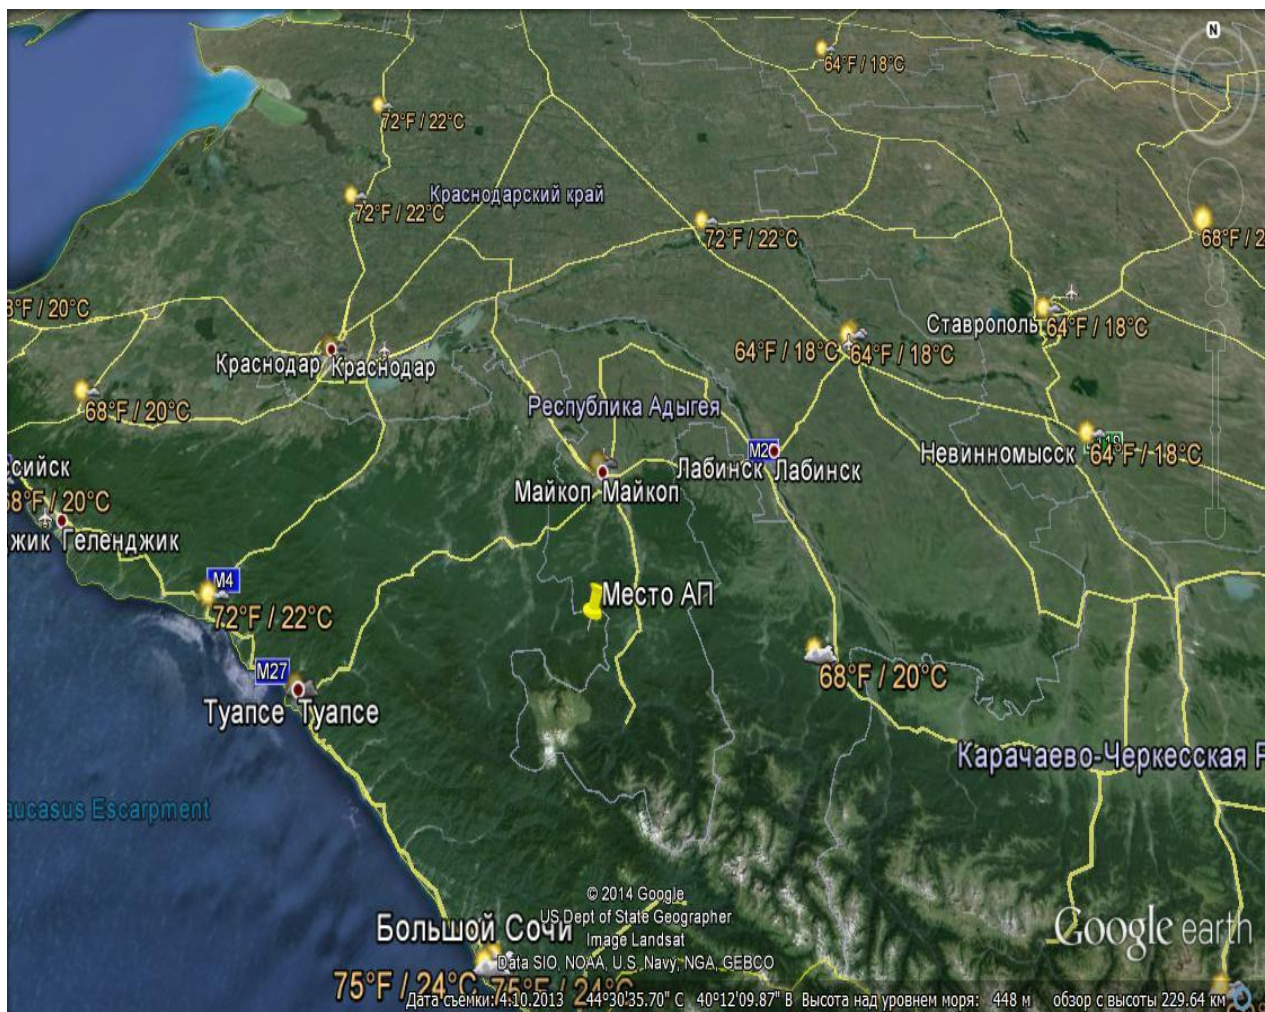 N
64°F / 18°C
72°F / 22°C
Краснодарский край
72°F / 22°C
72°F / 22°C
68°F / 2
8°F / 20°C
Ставрополь
64°F / 18°C
64°F / 18°C
64°F / 18°C
Краснодар
Краснодар
68°F / 20°C
Республика Адыгея
M2
Невинномысск
64°F / 18°C
сийск
Лабинск
Лабинск
68°F / 20°C
Майкоп
Майкоп
жик
Геленджик
M4
Место АП
72°F / 22°C
M27
68°F / 20°C
Туапсе
Туапсе
Карачаево-Черкесская Р
aucasus Escarpment
© 2014 Google
US Dept of State Geographer
Большой Сочи
Image Landsat
Google earth
Data SIO, NOAA, U.S. Navy, NGA, GEBCO
75°F / 24°C
75°F / 24°C
Дата съемки: 4.10.2013 44°30'35.70" С 40°12'09.87" В Высота над уровнем моря: 448 м обзор с высоты 229.64 км